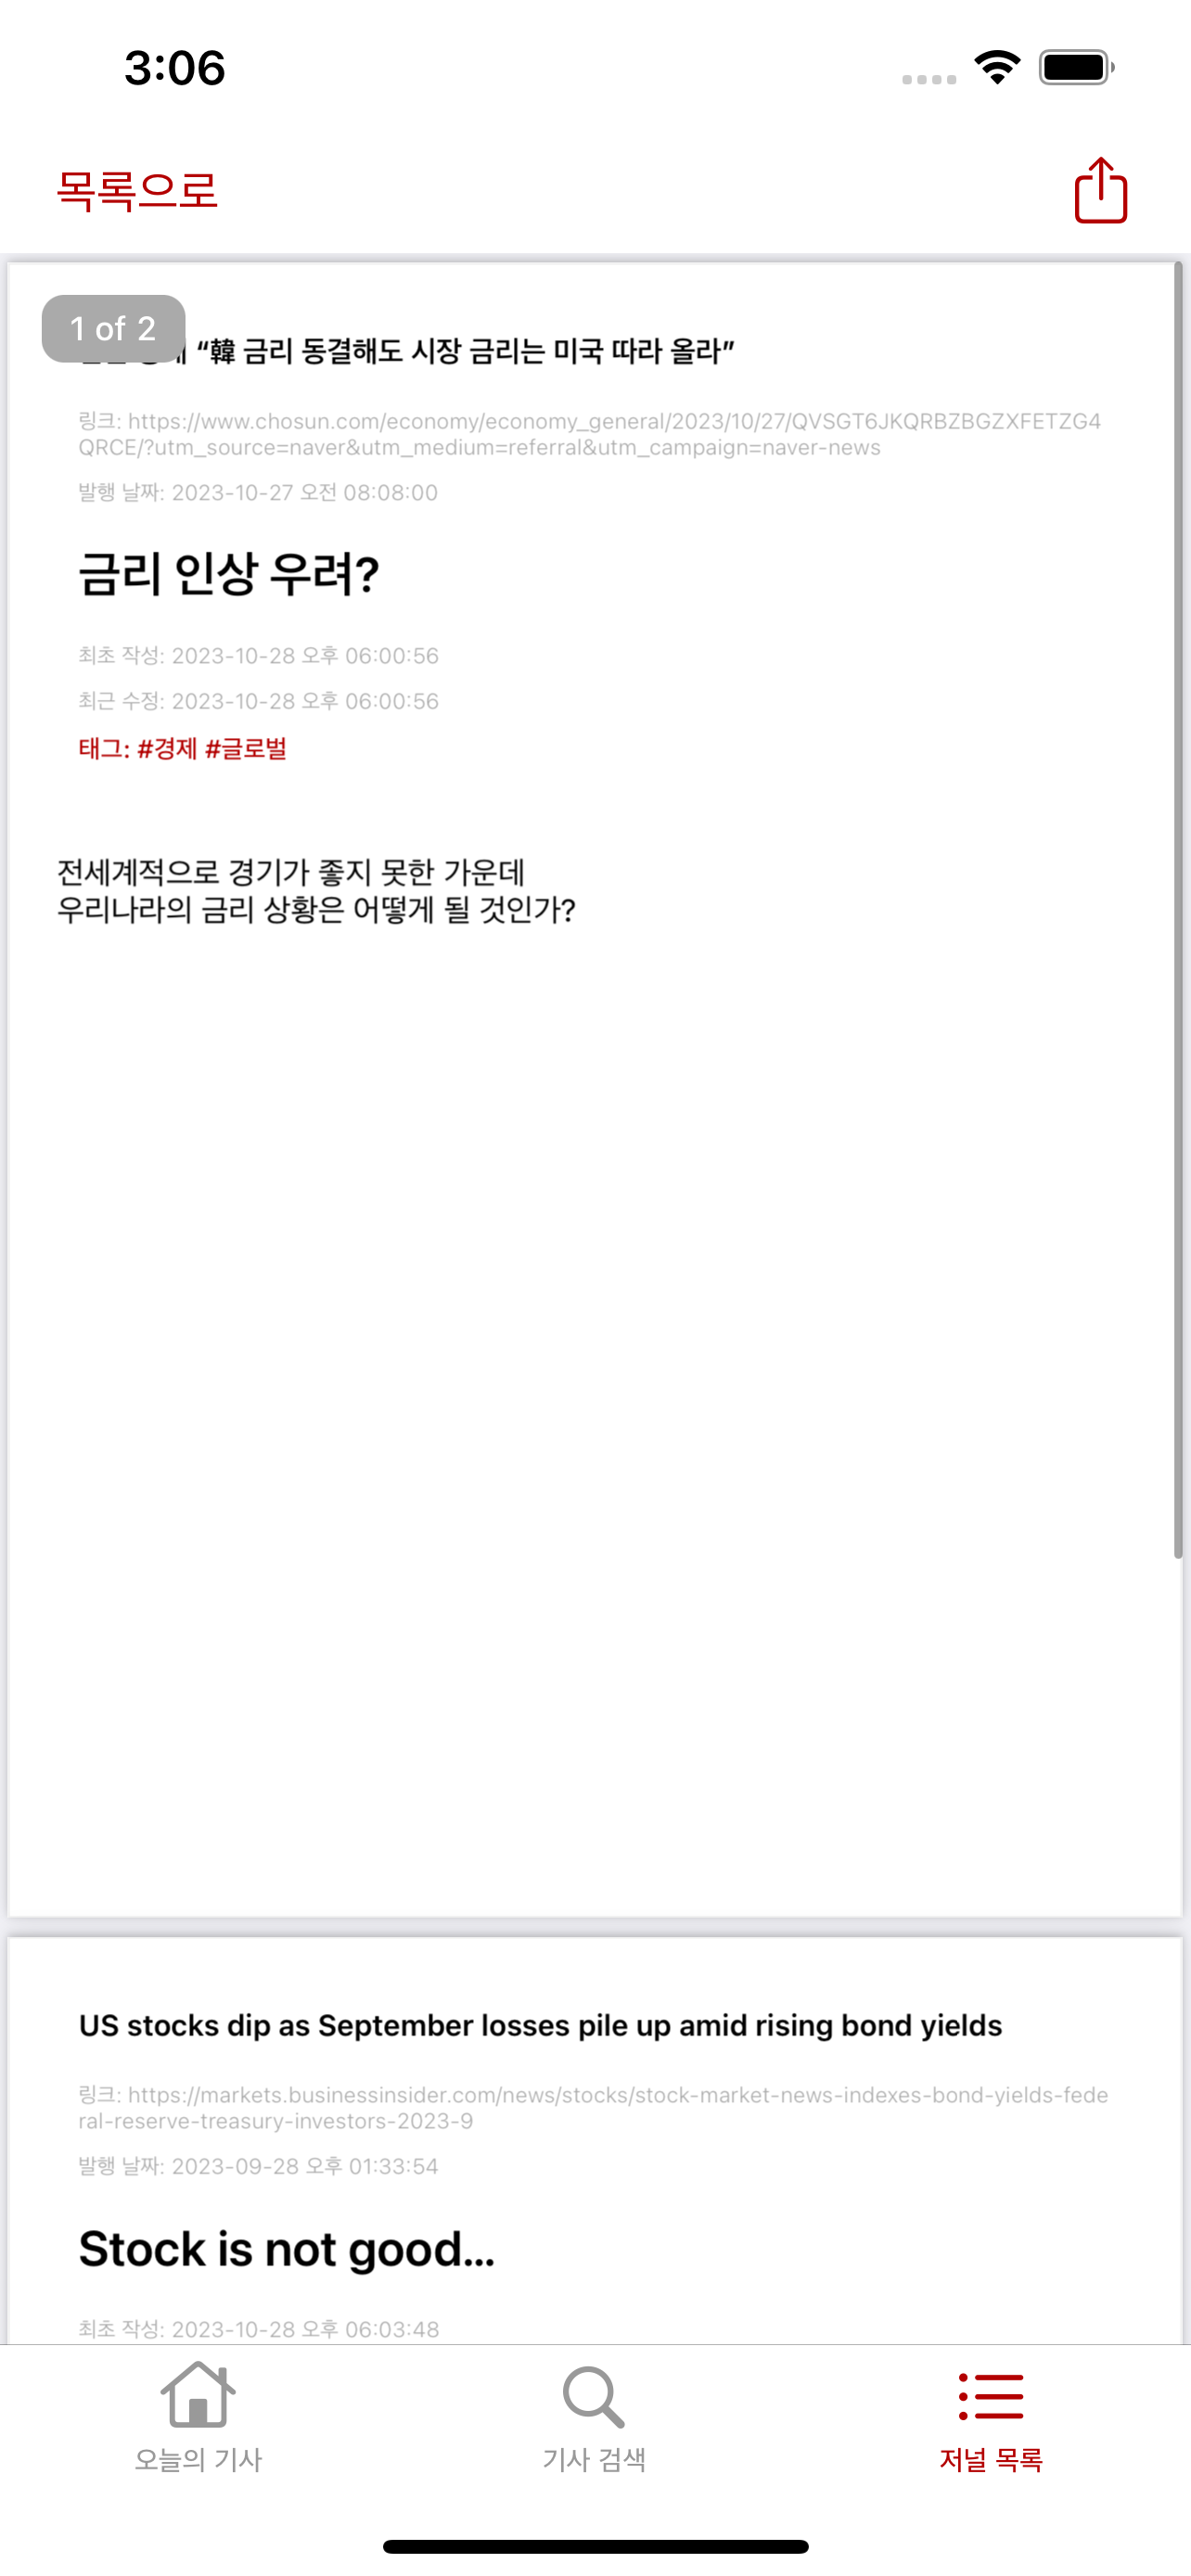 3:06
목록으로
1 of 2
“韓 금리 동결해도 시장 금리는 미국 따라 올라”
링크: https://www.chosun.com/economy/economy_general/2023/10/27/QVSGT6JKQRBZBGZXFETZG4
QRCE/?utm_source=naver&utm_medium=referral&utm_campaign=naver-news
발행 날짜: 2023-10-27 오전 08:08:00
금리 인상 우려?
최초 작성: 2023-10-28 오후 06:00:56
최근 수정: 2023-10-28 오후 06:00:56
태그: #경제 #글로벌
전세계적으로 경기가 좋지 못한 가운데
우리나라의 금리 상황은 어떻게 될 것인가?
US stocks dip as September losses pile up amid rising bond yields
링크: https://markets.businessinsider.com/news/stocks/stock-market-news-indexes-bond-yields-fede
ral-reserve-treasury-investors-2023-9
발행 날짜: 2023-09-28 오후 01:33:54
Stock is not good...
최초 작성: 2023-10-28 오후 06:03:48
오늘의 기사
기사 검색
저널 목록